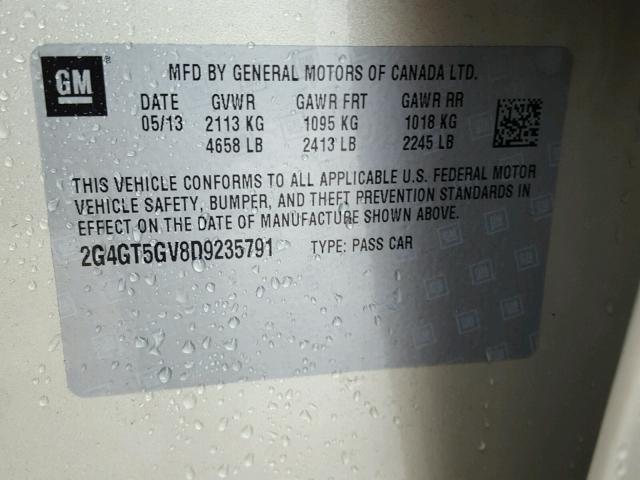 GM ®
MFD BY GENERAL MOTORS OF CANADA LTD.
DATE GVWR GAWR FRT GAWR RR
05/13 2113 KG 1095 KG 1018 KG
4658 LB 2413 LB 2245 LB
THIS VEHICLE CONFORMS TO ALL APPLICABLE U.S. FEDERAL MOTOR
VEHICLE SAFETY, BUMPER, AND THEFT PREVENTION STANDARDS IN
EFFECT ON THE DATE OF MANUFACTURE SHOWN ABOVE.
2G4GT5GV8D9235791 TYPE: PASS CAR